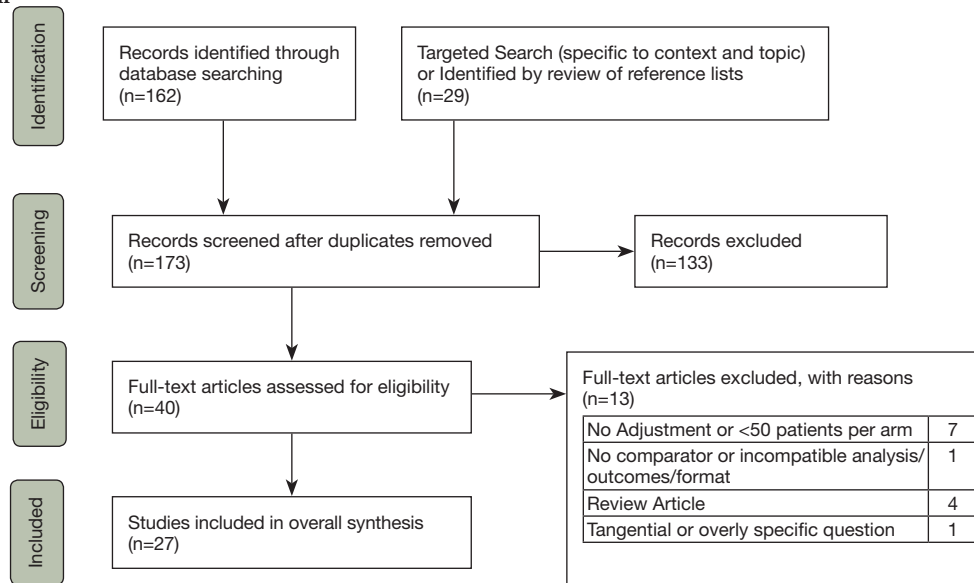 Identification
Records identified through
database searching
(n=162)
Targeted Search (specific to context and topic)
or Identified by review of reference lists
(n=29)
Screening
Records screened after duplicates removed
(n=173)
Records excluded
(n=133)
Eligibility
Full-text articles assessed for eligibility
(n=40)
Full-text articles excluded, with reasons
(n=13)
No Adjustment or <50 patients per arm 7
No comparator or incompatible analysis/
outcomes/format 1
Review Article 4
Tangential or overly specific question 1
Included
Studies included in overall synthesis
(n=27)